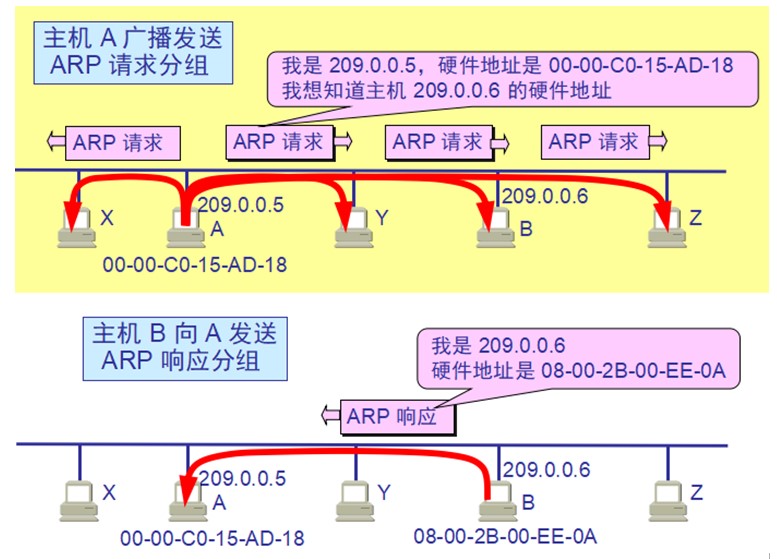 主机 A 广播发送
ARP 请求分组
我是 209.0.0.5，硬件地址是 00-00-C0-15-AD-18
我想知道主机 209.0.0.6 的硬件地址
ARP 请求
ARP 请求
ARP 请求
ARP 请求
209.0.0.5
209.0.0.6
X
A
Y
B
Z
00-00-C0-15-AD-18
主机 B 向 A 发送
ARP 响应分组
我是 209.0.0.6
硬件地址是 08-00-2B-00-EE-0A
ARP 响应
209.0.0.5
209.0.0.6
X
A
Y
B
Z
00-00-C0-15-AD-18
08-00-2B-00-EE-0A